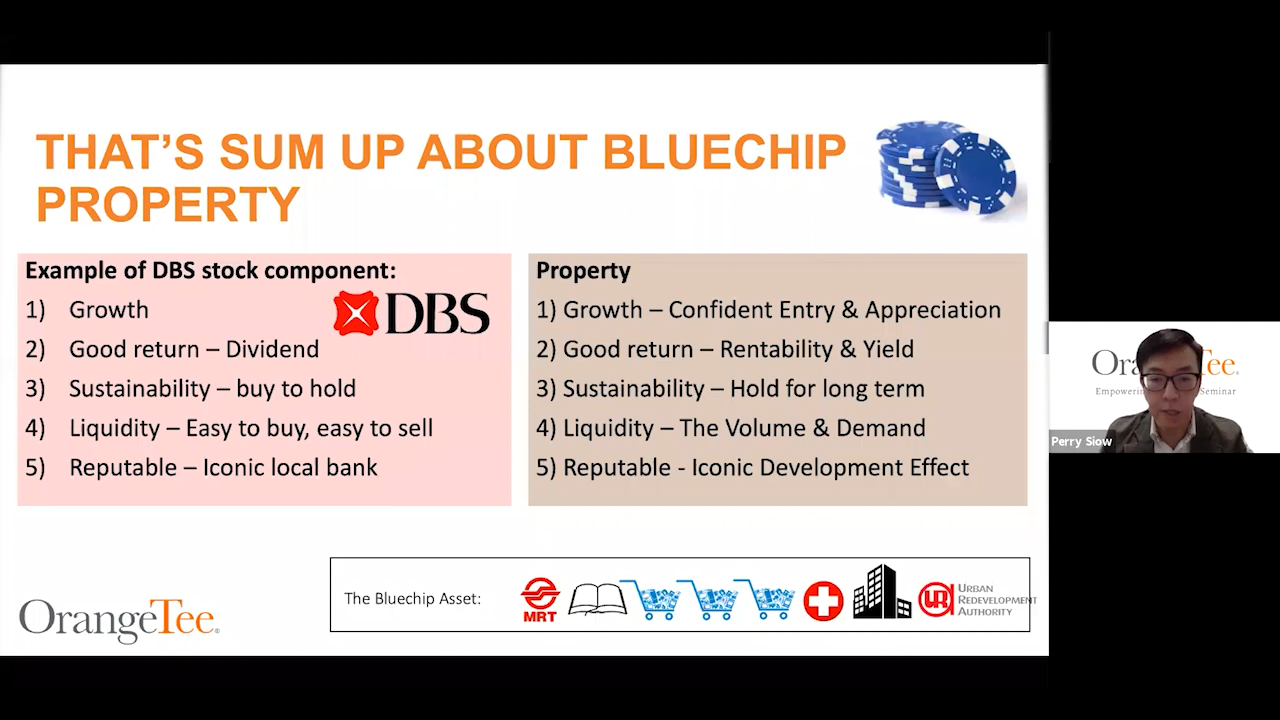 THAT'S SUM UP ABOUT BLUECHIP
PROPERTY
Example of DBS stock component:
1) Growth
2) Good return – Dividend
3) Sustainability – buy to hold
4) Liquidity – Easy to buy, easy to sell
5) Reputable – Iconic local bank
DBS
Property
1) Growth – Confident Entry & Appreciation
2) Good return – Rentability & Yield
3) Sustainability – Hold for long term
4) Liquidity – The Volume & Demand
5) Reputable - Iconic Development Effect
OrangeTee®
The Bluechip Asset:
MRT
URA
URBAN
REDEVELOPMENT
AUTHORITY
Seminar
Perry Siow